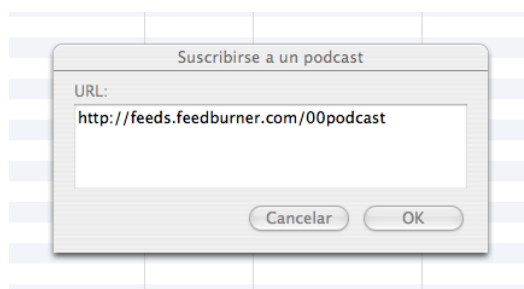 Suscribirse a un podcast
URL:
http://feeds.feedburner.com/00podcast
Cancelar OK